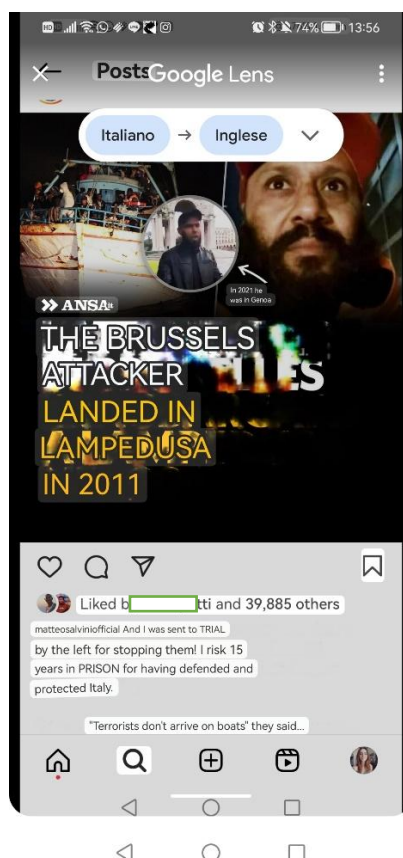 HD 74% 13:56
Posts Google Lens
Italiano → Inglese
In 2021 he
was in Genoa
ANSA.it
THE BRUSSELS
ATTACKER
LANDED IN
LAMPEDUSA
IN 2011
Liked b tti and 39,885 others
matteosalviniofficial And I was sent to TRIAL
by the left for stopping them! I risk 15
years in PRISON for having defended and
protected Italy.
"Terrorists don't arrive on boats" they said...